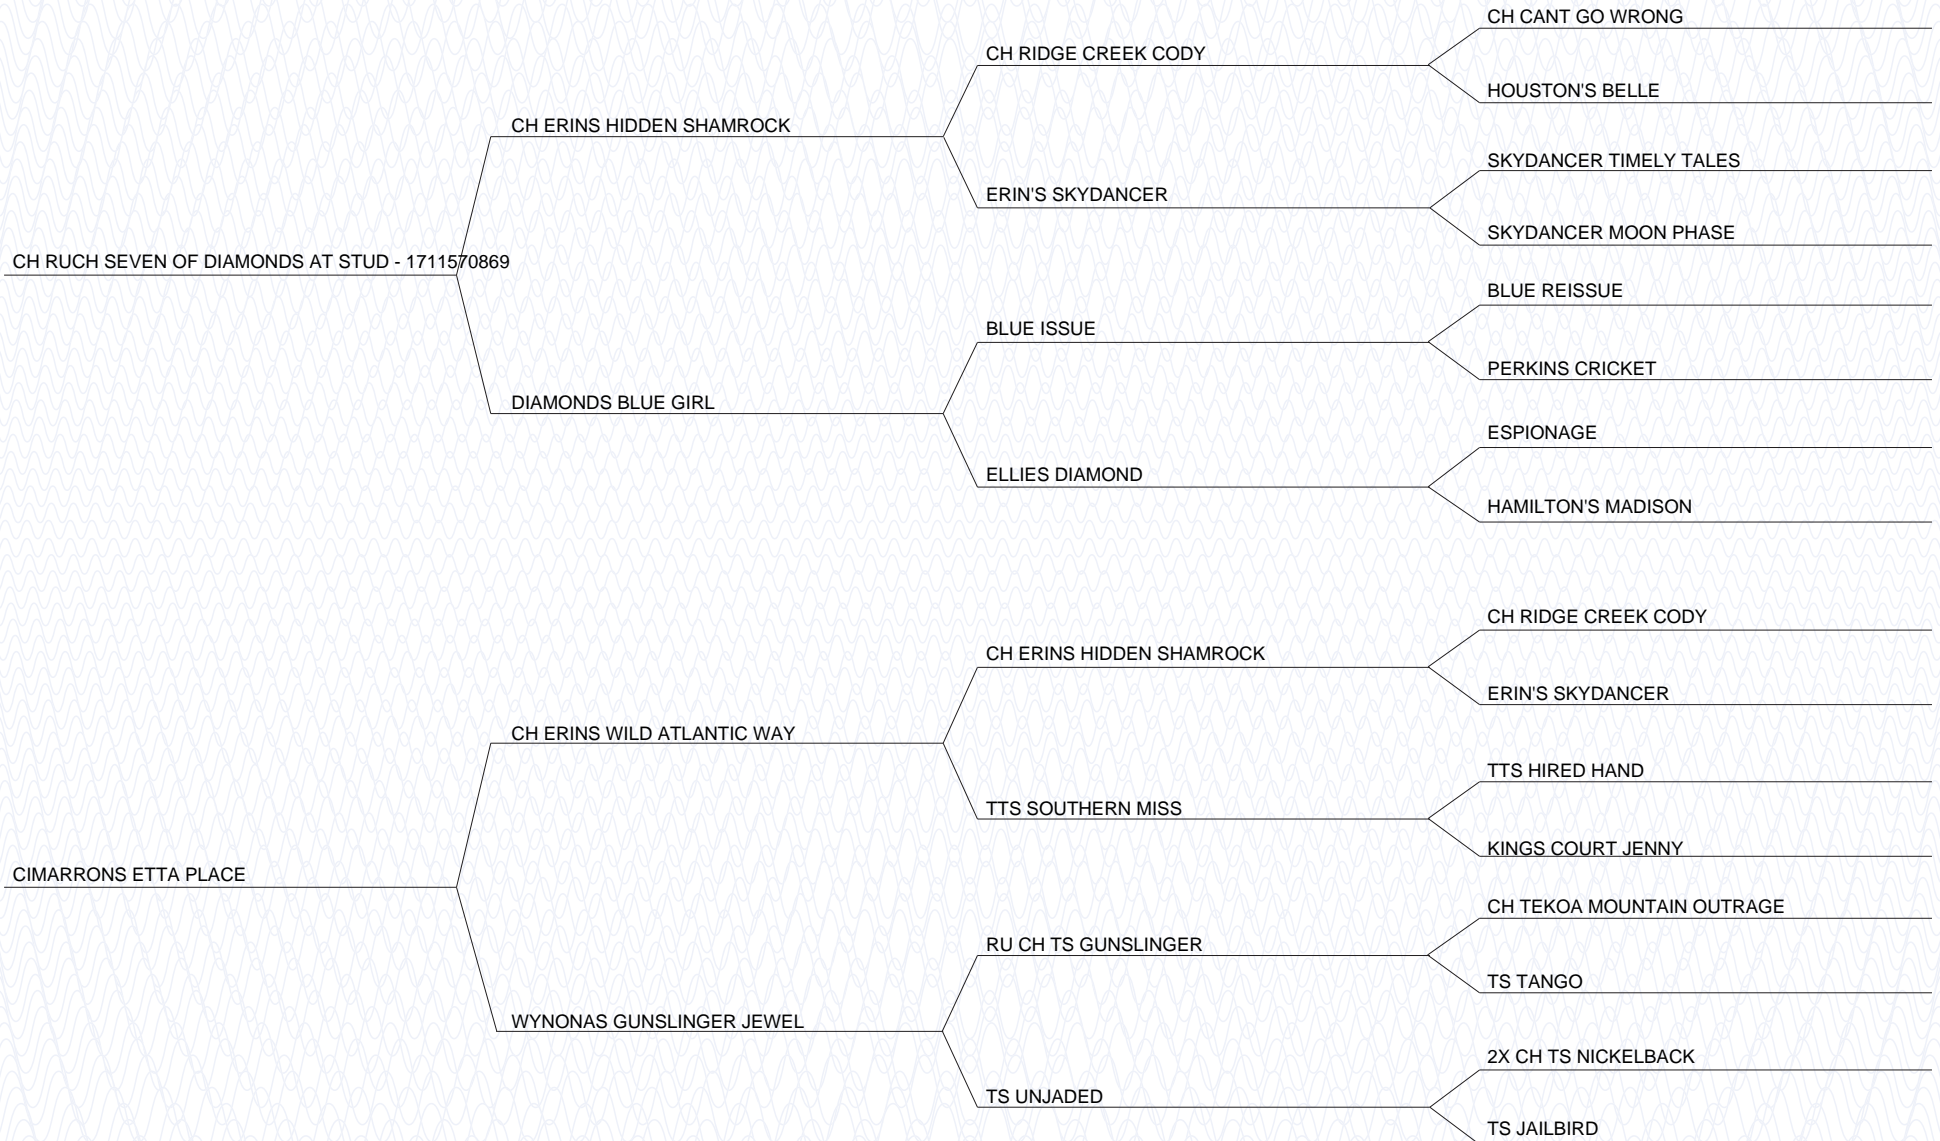 CH CANT GO WRONG
CH RIDGE CREEK CODY
HOUSTON'S BELLE
CH ERINS HIDDEN SHAMROCK
SKYDANCER TIMELY TALES
ERIN'S SKYDANCER
SKYDANCER MOON PHASE
CH RUCH SEVEN OF DIAMONDS AT STUD - 1711570869
BLUE REISSUE
BLUE ISSUE
PERKINS CRICKET
DIAMONDS BLUE GIRL
ESPIONAGE
ELLIES DIAMOND
HAMILTON'S MADISON
CH RIDGE CREEK CODY
CH ERINS HIDDEN SHAMROCK
ERIN'S SKYDANCER
CH ERINS WILD ATLANTIC WAY
TTS HIRED HAND
TTS SOUTHERN MISS
KINGS COURT JENNY
CIMARRONS ETTA PLACE
CH TEKOA MOUNTAIN OUTRAGE
RU CH TS GUNSLINGER
TS TANGO
WYNONAS GUNSLINGER JEWEL
2X CH TS NICKELBACK
TS UNJADED
TS JAILBIRD